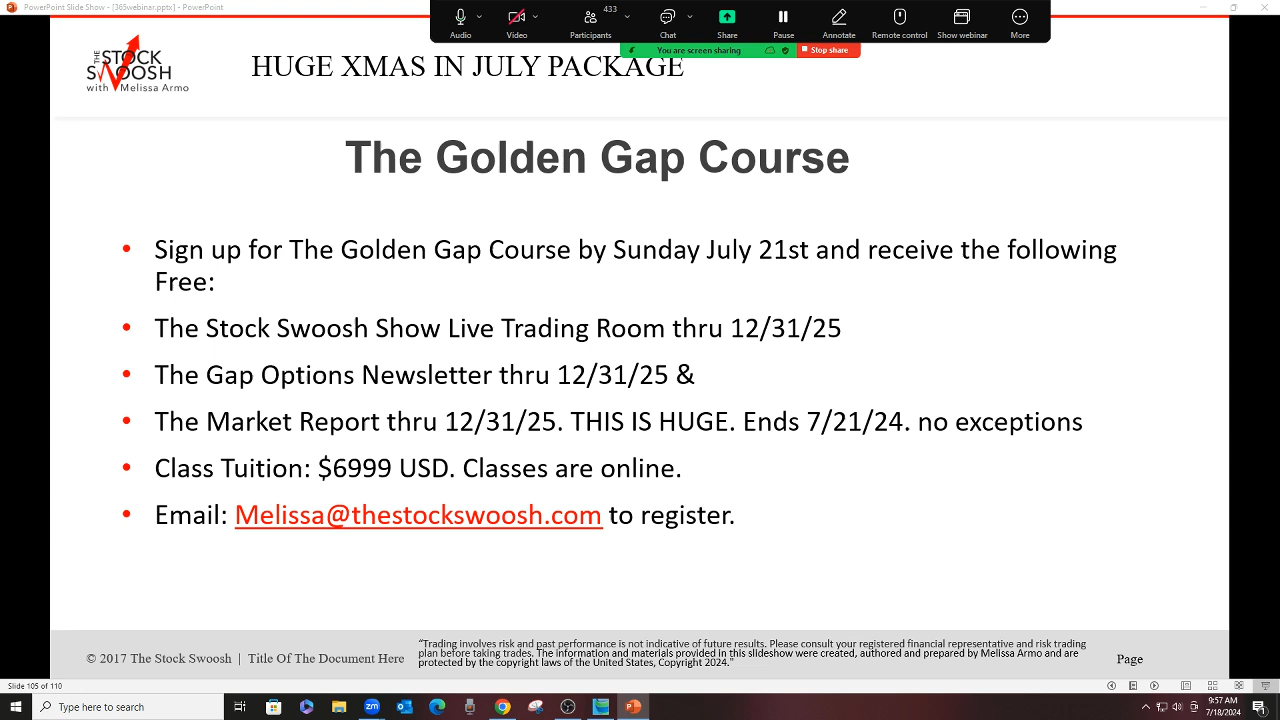 PowerPoint Slide Show - [365webinar.pptx] - PowerPoint
433
Audio
Video
Participants
Chat
Share
Pause
Annotate
Remote control
Show webinar
More
You are screen sharing
Stop share
THE STOCK
SWOOSH
with Melissa Armo
HUGE XMAS IN JULY PACKAGE
The Golden Gap Course
• Sign up for The Golden Gap Course by Sunday July 21st and receive the following
Free:
• The Stock Swoosh Show Live Trading Room thru 12/31/25
• The Gap Options Newsletter thru 12/31/25 &
• The Market Report thru 12/31/25. THIS IS HUGE. Ends 7/21/24. no exceptions
• Class Tuition: $6999 USD. Classes are online.
• Email: Melissa@thestockswoosh.com to register.
© 2017 The Stock Swoosh | Title Of The Document Here
“Trading involves risk and past performance is not indicative of future results. Please consult your registered financial representative and risk trading
plan before taking trades. The information and materials provided in this slideshow were created, authored and prepared by Melissa Armo and are
protected by the copyright laws of the United States, Copyright 2024."
Page
Slide 105 of 110
Type here to search
9:57 AM
7/18/2024